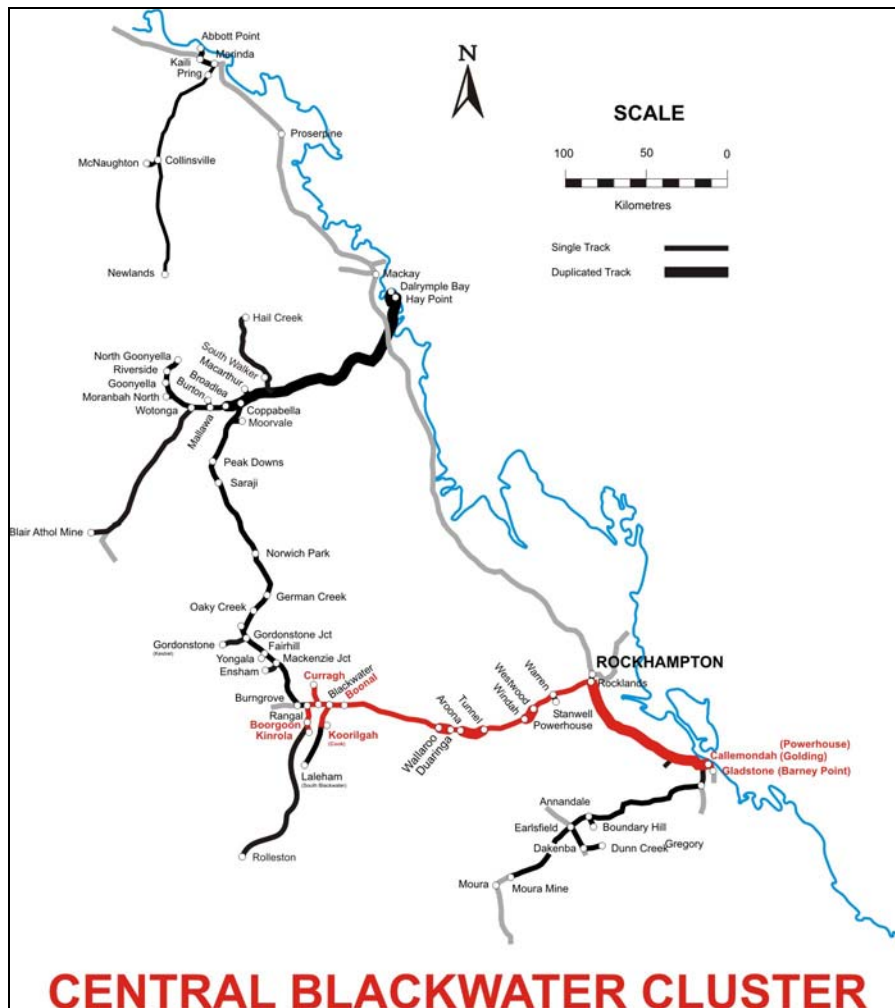 Abbott Point
Kaili
Merinda
Pring
N
SCALE
100 50 0
Kilometres
Single Track
Duplicated Track
Proserpine
McNaughton
Collinsville
Newlands
Mackay
Dalrymple Bay
Hay Point
Hail Creek
North Goonyella
Riverside
Goonyella
Moranbah North
Wotonga
South Walker
Macarthur
Broadlea
Burton
Mallawa
Coppabella
Moorvale
Peak Downs
Saraji
Blair Athol Mine
Norwich Park
German Creek
Oaky Creek
Gordonstone Jct
Gordonstone
(Kestrel)
Fairhill
Yongala
Mackenzie Jct
Ensham
Curragh
Burngrove
Blackwater
Boonal
Rangal
Boorgoon
Kinrola
Koorilgah
(Cook)
Laleham
(South Blackwater)
Rolleston
Wallaroo
Duaringa
Aroona
Tunnel
Windah
Westwood
Warren
Stanwell
Powerhouse
ROCKHAMPTON
Rocklands
Callemondah (Powerhouse)
(Golding)
Gladstone (Barney Point)
Annandale
Earlsfield
Boundary Hill
Dakenba
Dunn Creek
Gregory
Moura
Moura Mine
CENTRAL BLACKWATER CLUSTER